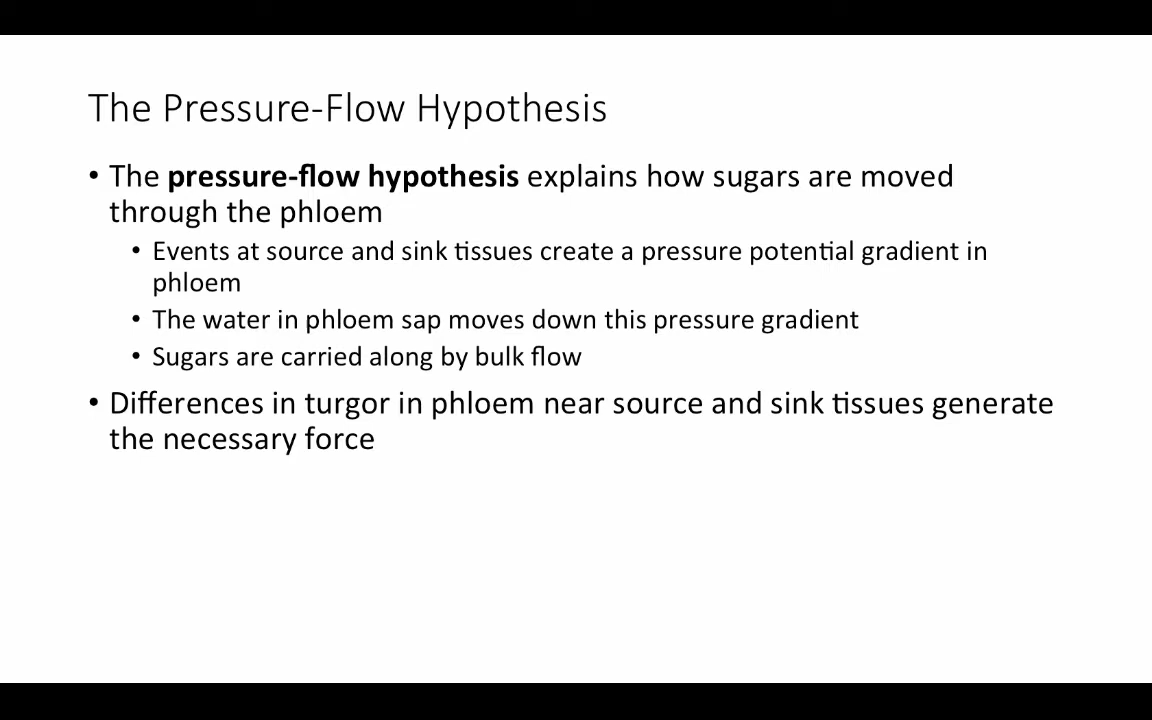 The Pressure-Flow Hypothesis
• The pressure-flow hypothesis explains how sugars are moved
through the phloem
• Events at source and sink tissues create a pressure potential gradient in
phloem
• The water in phloem sap moves down this pressure gradient
• Sugars are carried along by bulk flow
• Differences in turgor in phloem near source and sink tissues generate
the necessary force